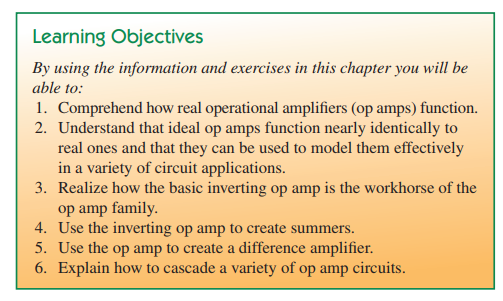 Learning Objectives
By using the information and exercises in this chapter you will be
able to:
1. Comprehend how real operational amplifiers (op amps) function.
2. Understand that ideal op amps function nearly identically to
real ones and that they can be used to model them effectively
in a variety of circuit applications.
3. Realize how the basic inverting op amp is the workhorse of the
op amp family.
4. Use the inverting op amp to create summers.
5. Use the op amp to create a difference amplifier.
6. Explain how to cascade a variety of op amp circuits.